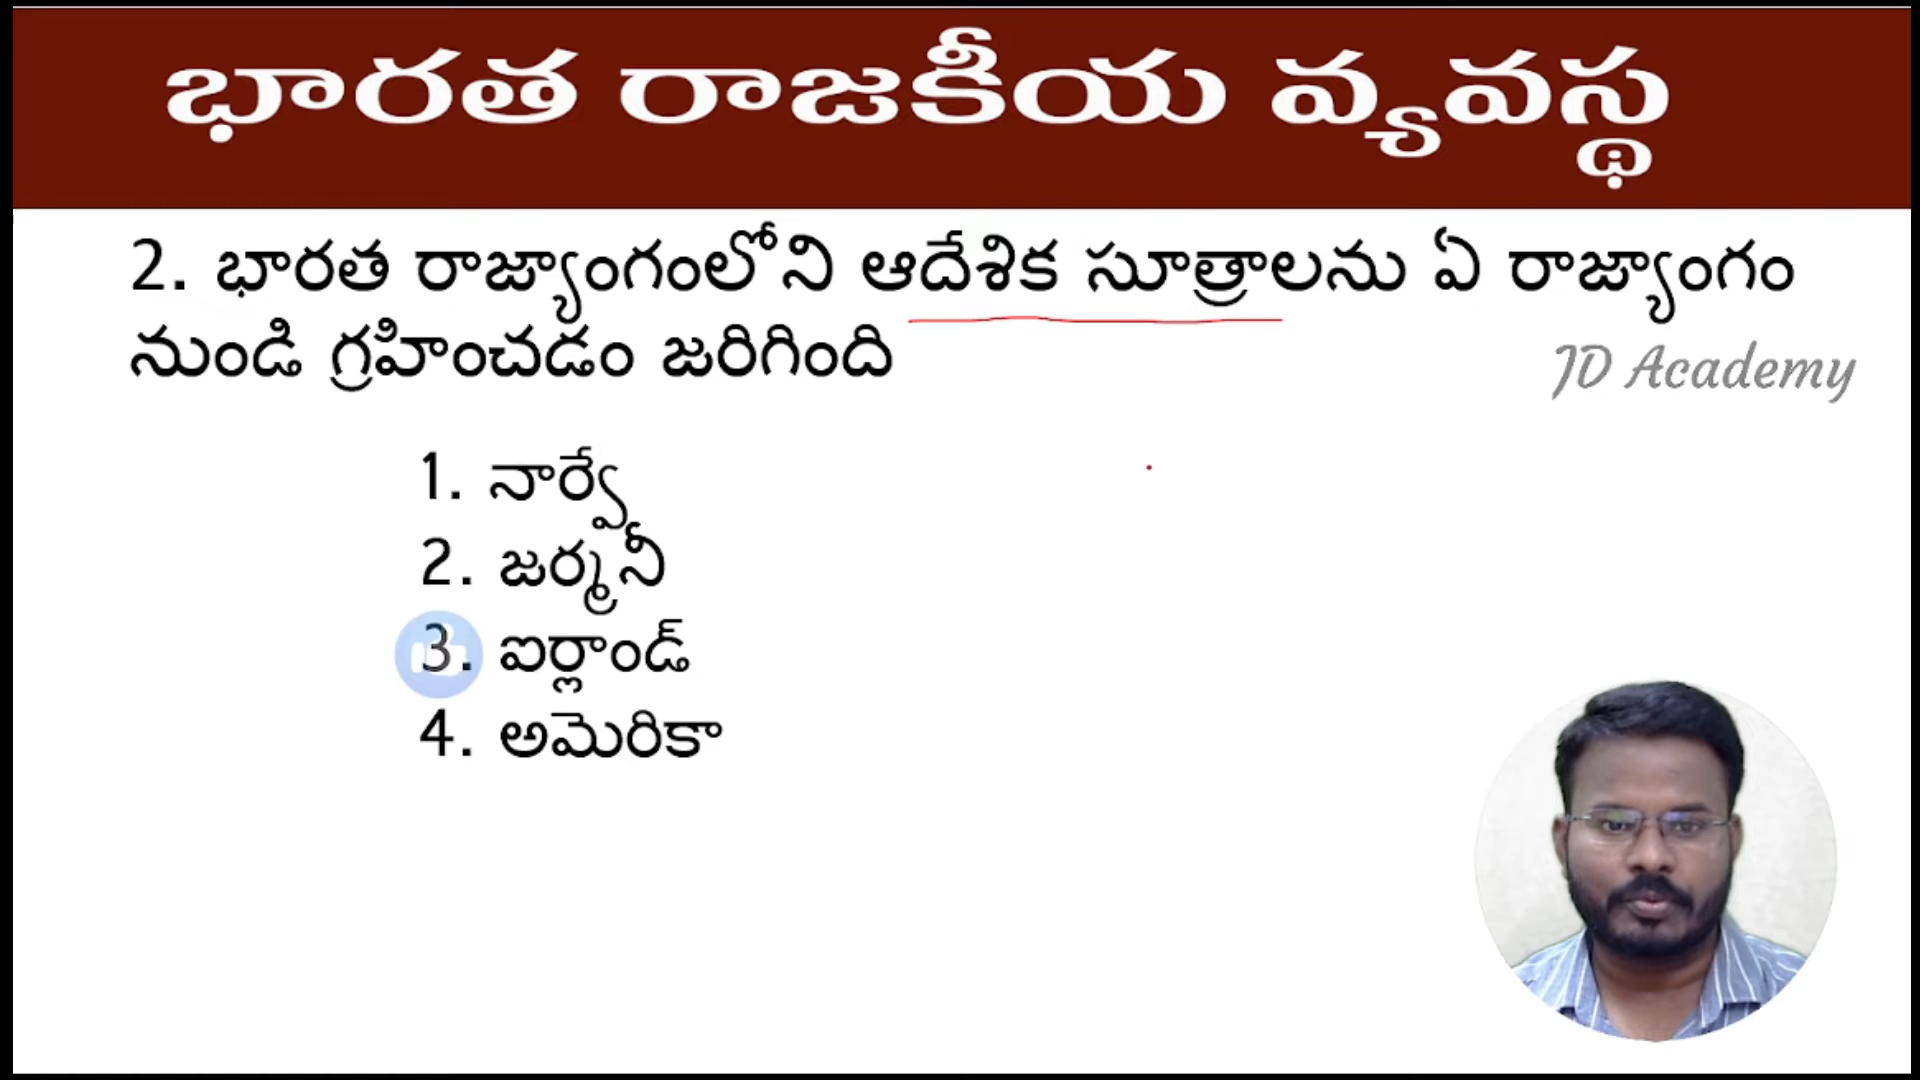 భారత రాజకీయ వ్యవస్థ
2. భారత రాజ్యాంగంలోని ఆదేశిక సూత్రాలను ఏ రాజ్యాంగం
నుండి గ్రహించడం జరిగింది
JD Academy
1. నార్వే
2. జర్మనీ
3. ఐర్లాండ్
4. అమెరికా